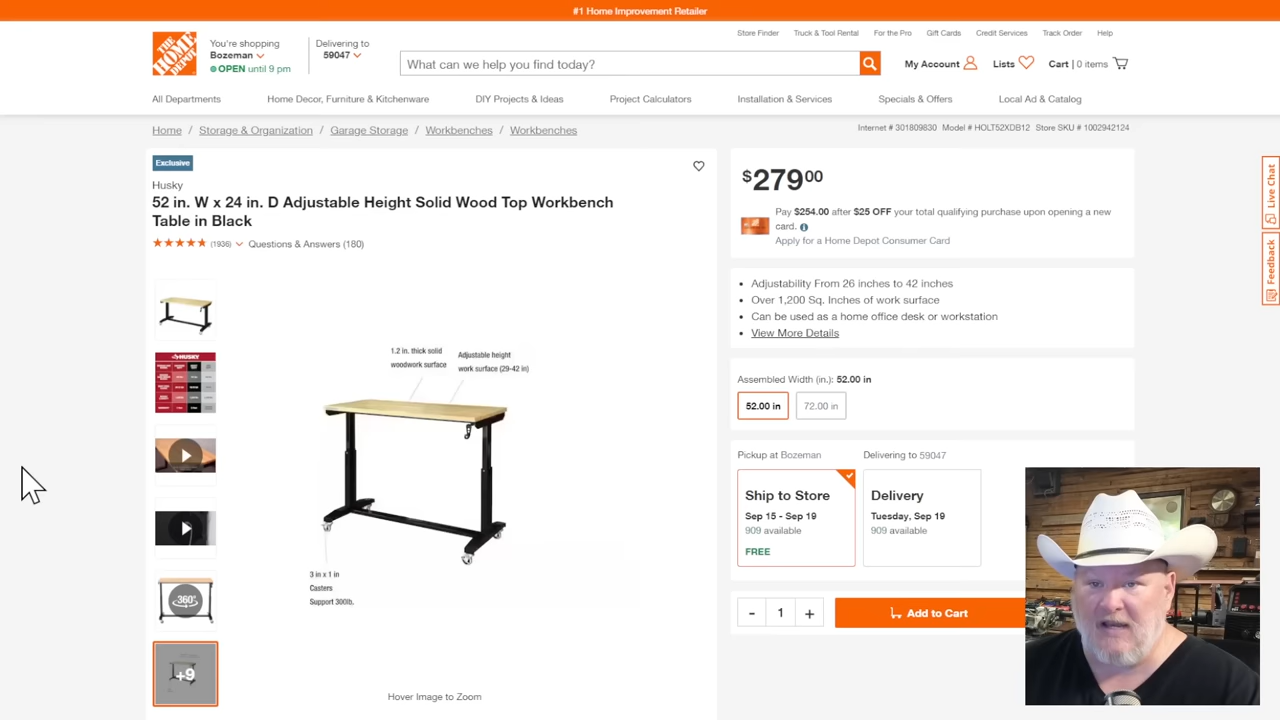 #1 Home Improvement Retailer
Store Finder
Truck & Tool Rental
For the Pro
Gift Cards
Credit Services
Track Order
Help
THE HOME DEPOT
You're shopping
Bozeman
OPEN until 9 pm
Delivering to
59047
What can we help you find today?
My Account
Lists
Cart | 0 items
All Departments
Home Decor, Furniture & Kitchenware
DIY Projects & Ideas
Project Calculators
Installation & Services
Specials & Offers
Local Ad & Catalog
Home / Storage & Organization / Garage Storage / Workbenches / Workbenches
Internet # 301809830 Model # HOLT52XDB12 Store SKU # 1002942124
Exclusive
Husky
52 in. W x 24 in. D Adjustable Height Solid Wood Top Workbench
Table in Black
(1936)
Questions & Answers (180)
HUSKY
360°
+9
1.2 in. thick solid
woodwork surface
Adjustable height
work surface (29-42 in)
3 in x 1 in
Casters
Support 300lb.
Hover Image to Zoom
$279 00
Pay $254.00 after $25 OFF your total qualifying purchase upon opening a new
card.
Apply for a Home Depot Consumer Card
Adjustability From 26 inches to 42 inches
Over 1,200 Sq. Inches of work surface
Can be used as a home office desk or workstation
View More Details
Assembled Width (in.): 52.00 in
52.00 in
72.00 in
Pickup at Bozeman
Delivering to 59047
Ship to Store
Sep 15 - Sep 19
909 available
FREE
Delivery
Tuesday, Sep 19
909 available
- 1 +
Add to Cart
Live Chat
Feedback